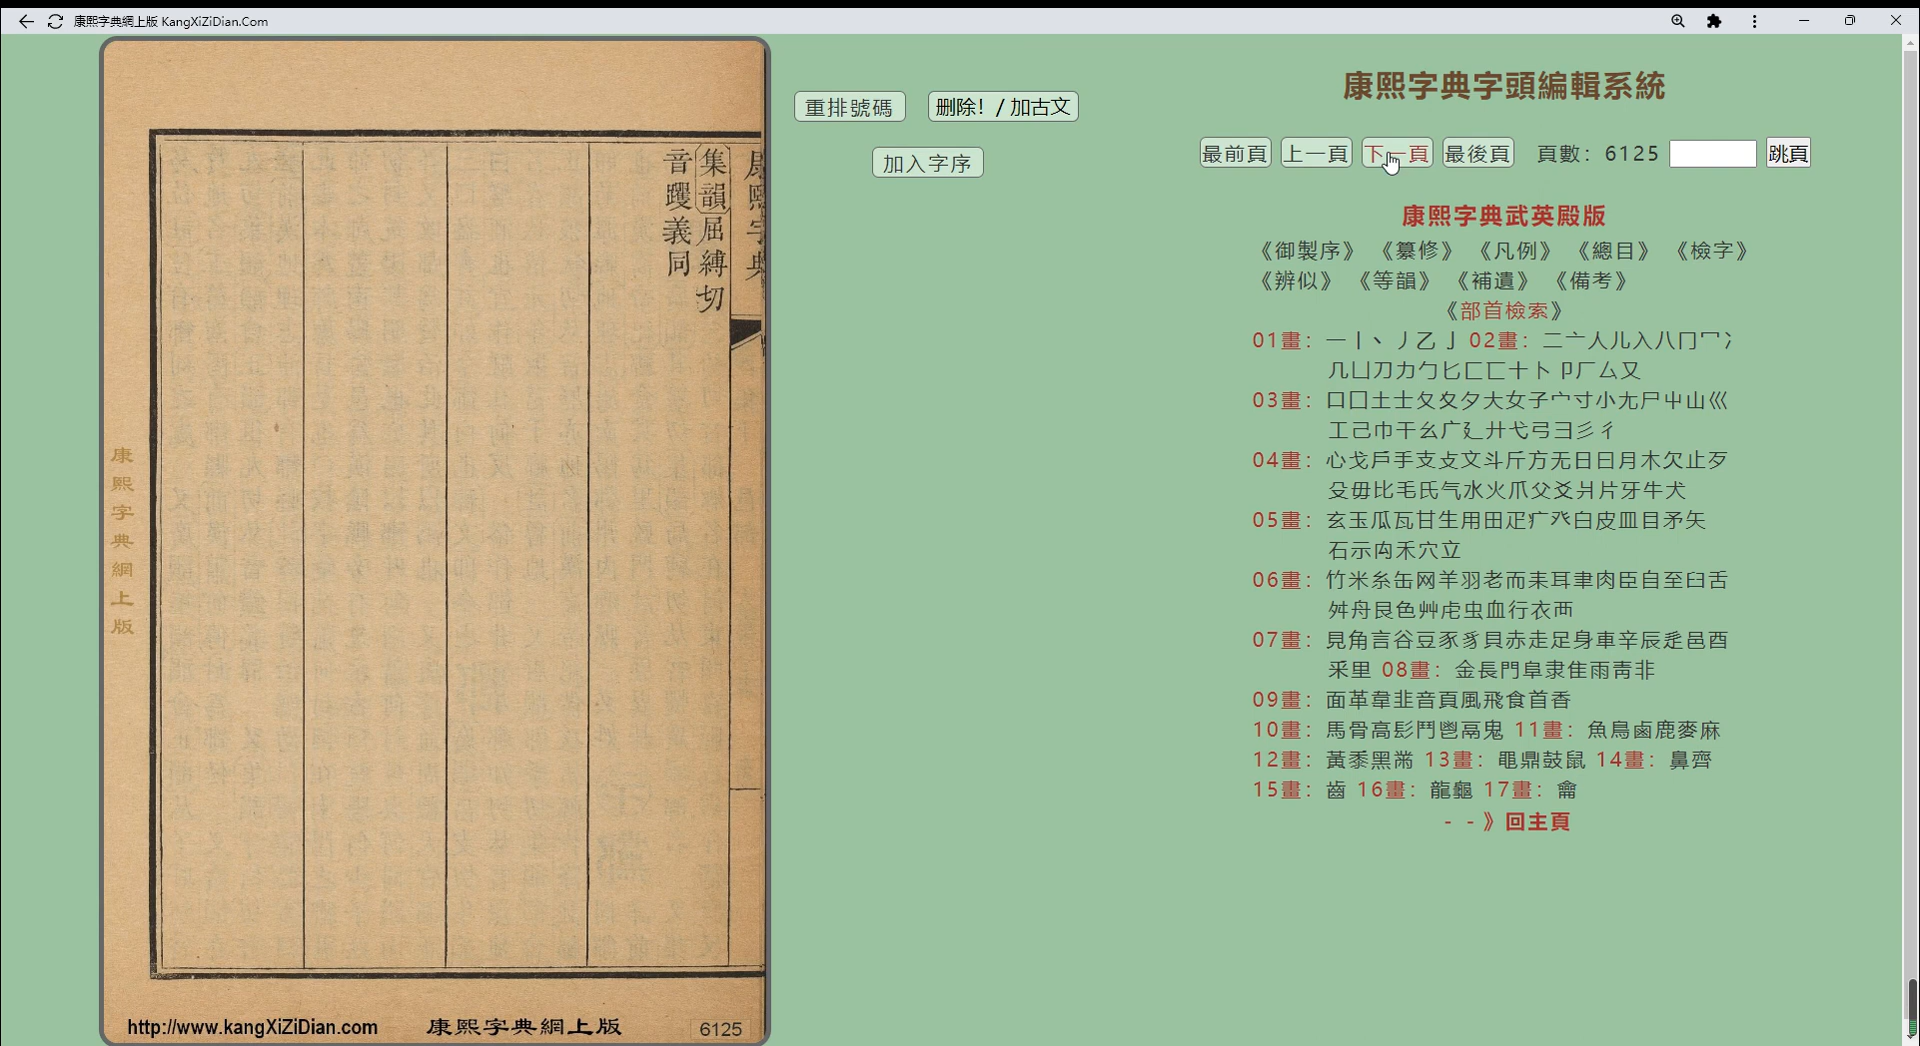 康熙字典網上版 KangXiZiDian.Com
康熙字典
集韻屈縛切
音躩義同
康熙字典網上版
http://www.kangXiZiDian.com 康熙字典網上版 6125
重排號碼 删除! / 加古文
加入字序
康熙字典字頭編輯系統
最前頁 上一頁 下一頁 最後頁 頁數：6125 跳頁
康熙字典武英殿版
《御製序》 《纂修》 《凡例》 《總目》 《檢字》
《辨似》 《等韻》 《補遺》 《備考》
《部首檢索》
01畫：一丨丶丿乙亅 02畫：二亠人儿入八冂冖冫
几凵刀力勹匕匚匸十卜卩厂厶又
03畫：口囗土士夂夊夕大女子宀寸小尢尸屮山巛
工己巾干幺广廴廾弋弓彐彡彳
04畫：心戈戶手支攴文斗斤方无日曰月木欠止歹
殳毋比毛氏气水火爪父爻爿片牙牛犬
05畫：玄玉瓜瓦甘生用田疋疒癶白皮皿目矛矢
石示禸禾穴立
06畫：竹米糸缶网羊羽老而耒耳聿肉臣自至臼舌
舛舟艮色艸虍虫血行衣襾
07畫：見角言谷豆豕豸貝赤走足身車辛辰辵邑酉
釆里 08畫：金長門阜隶隹雨靑非
09畫：面革韋韭音頁風飛食首香
10畫：馬骨高髟鬥鬯鬲鬼 11畫：魚鳥鹵鹿麥麻
12畫：黃黍黑黹 13畫：黽鼎鼓鼠 14畫：鼻齊
15畫：齒 16畫：龍龜 17畫：龠
- -》回主頁